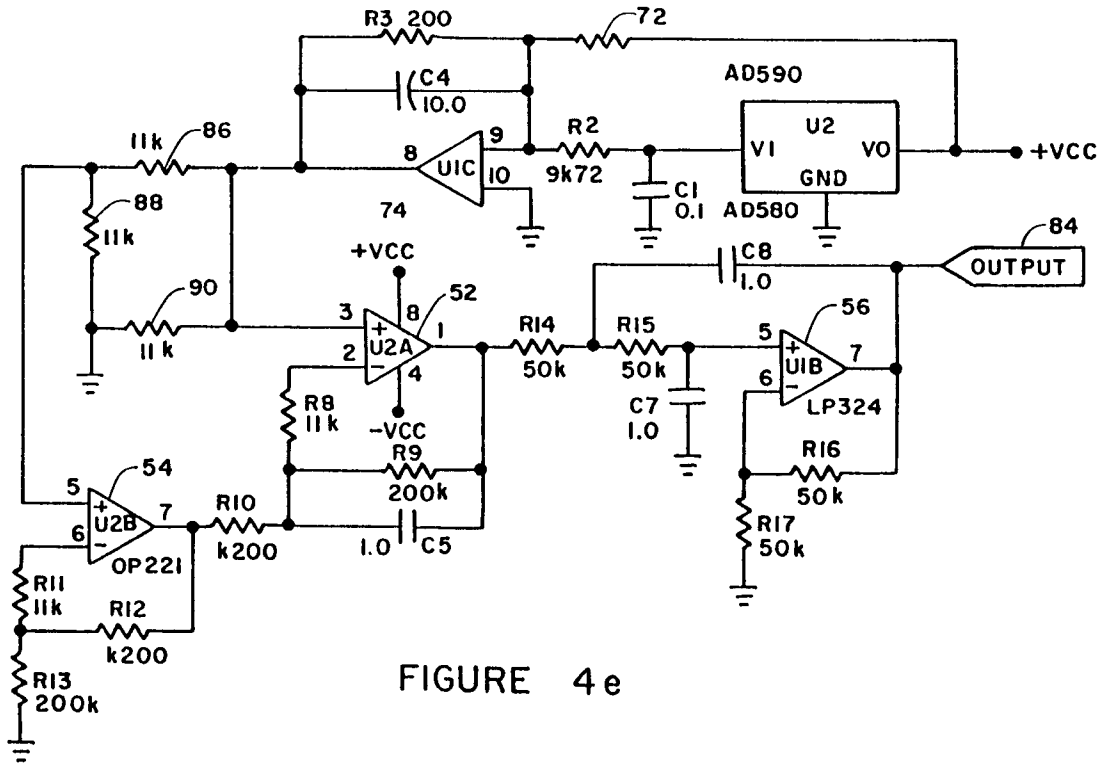 R3 200
72
C4
10.0
AD590
U2
VI
VO
GND
+VCC
AD580
R2
9k72
C1
0.1
9
8
U1C
10
74
11k
86
88
11k
90
11k
+VCC
52
3
+
8
1
U2A
2
-
4
-VCC
R8
11k
R9
200k
1.0
C5
R14
50k
R15
50k
C8
1.0
84
OUTPUT
56
5
+
7
U1B
6
-
LP324
C7
1.0
R16
50k
R17
50k
54
5
+
7
U2B
6
-
OP221
R10
k200
R11
11k
R12
k200
R13
200k
FIGURE 4e